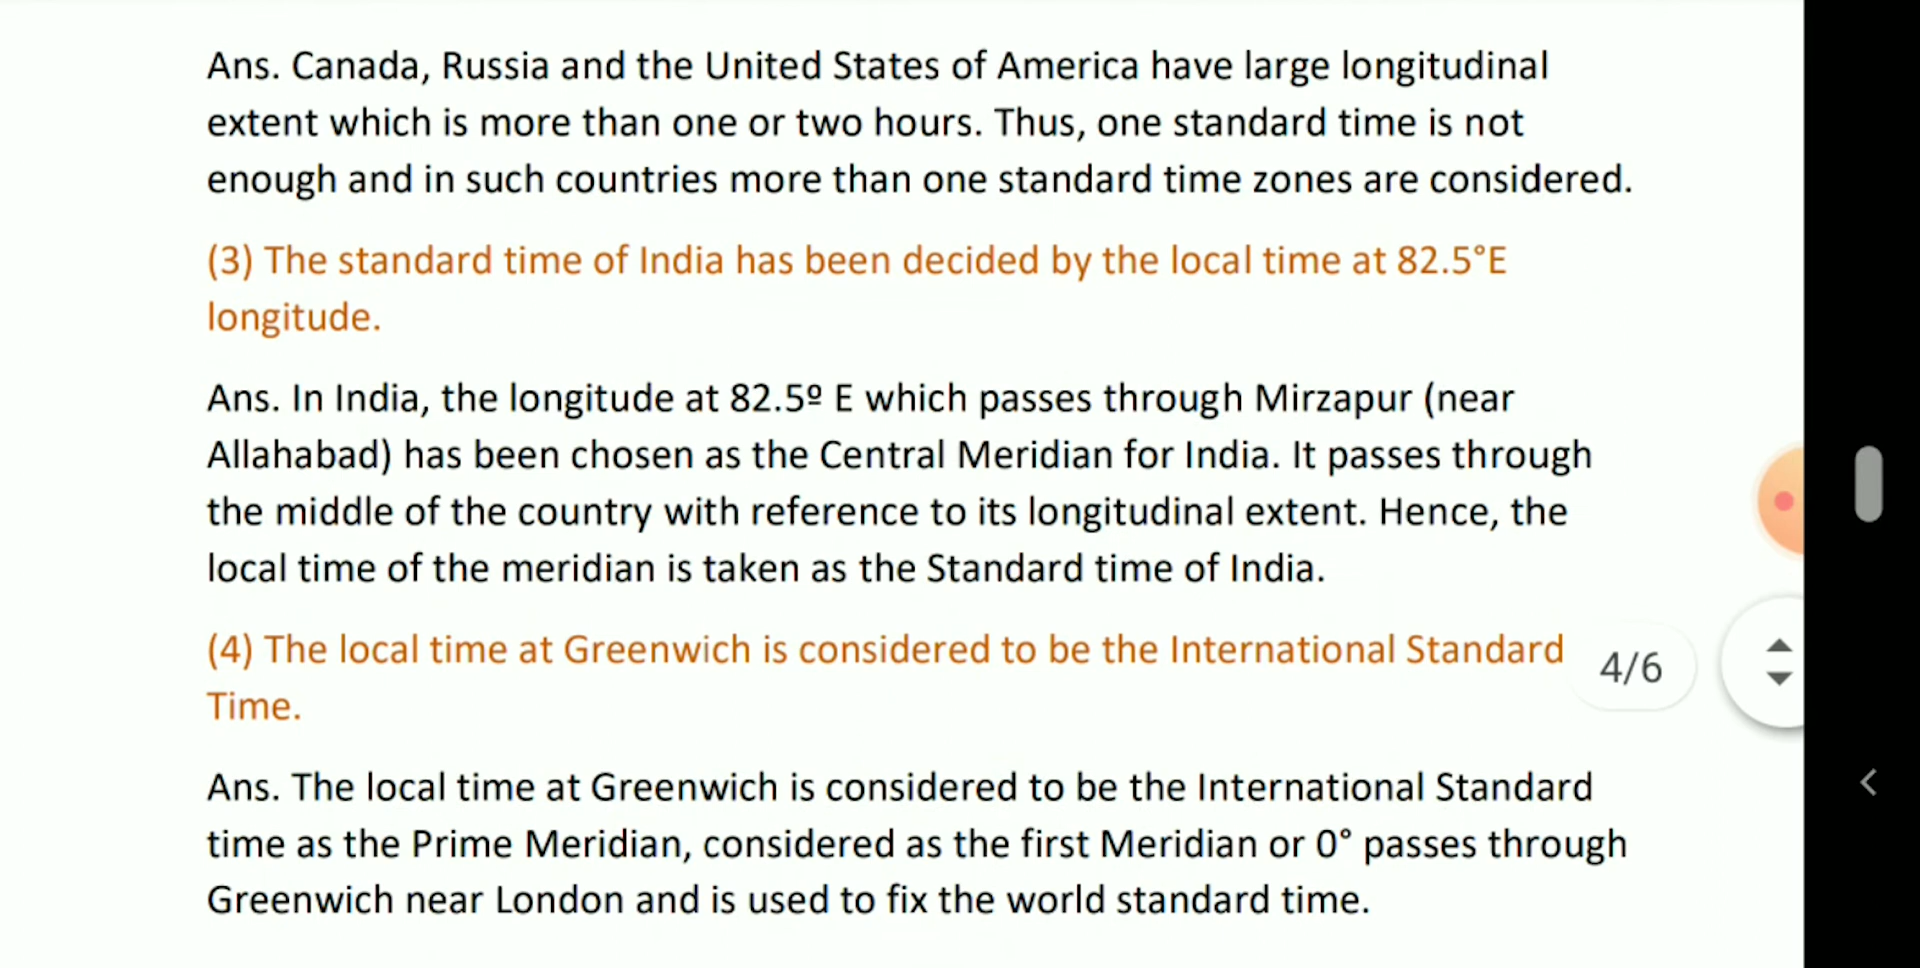 Ans. Canada, Russia and the United States of America have large longitudinal
extent which is more than one or two hours. Thus, one standard time is not
enough and in such countries more than one standard time zones are considered.
(3) The standard time of India has been decided by the local time at 82.5°E
longitude.
Ans. In India, the longitude at 82.5º E which passes through Mirzapur (near
Allahabad) has been chosen as the Central Meridian for India. It passes through
the middle of the country with reference to its longitudinal extent. Hence, the
local time of the meridian is taken as the Standard time of India.
(4) The local time at Greenwich is considered to be the International Standard
Time.
4/6
Ans. The local time at Greenwich is considered to be the International Standard
time as the Prime Meridian, considered as the first Meridian or 0° passes through
Greenwich near London and is used to fix the world standard time.